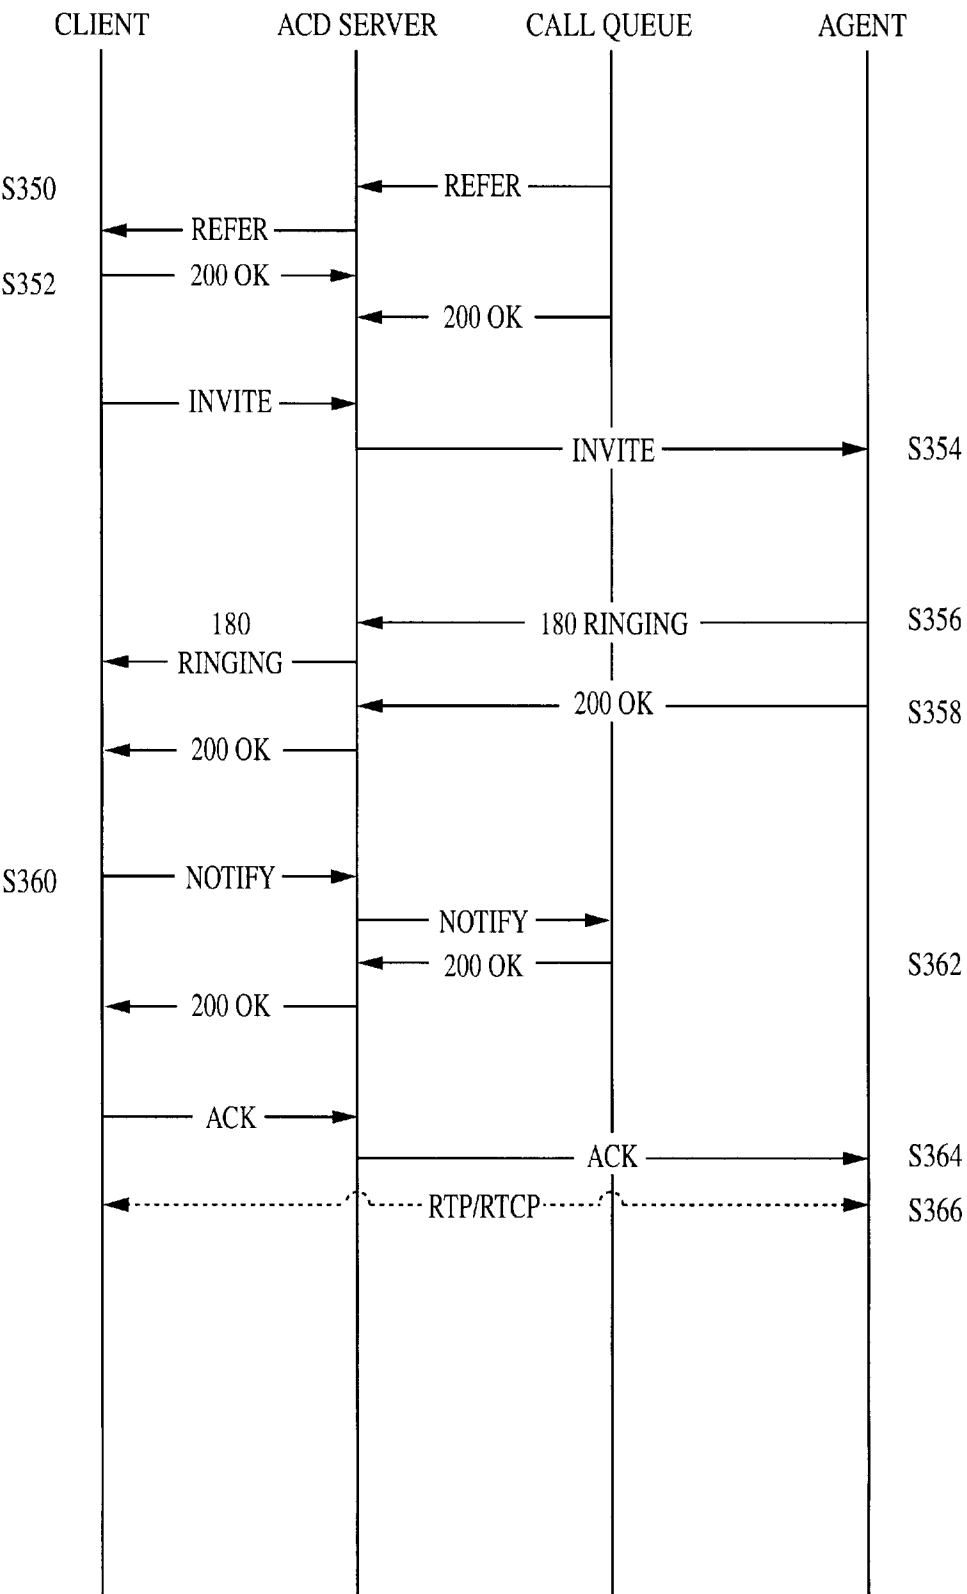 CLIENT ACD SERVER CALL QUEUE AGENT
S350
REFER
REFER
200 OK
S352
200 OK
INVITE
INVITE
S354
180 RINGING
S356
180
RINGING
200 OK
S358
200 OK
S360
NOTIFY
NOTIFY
200 OK
S362
200 OK
ACK
ACK
S364
RTP/RTCP
S366